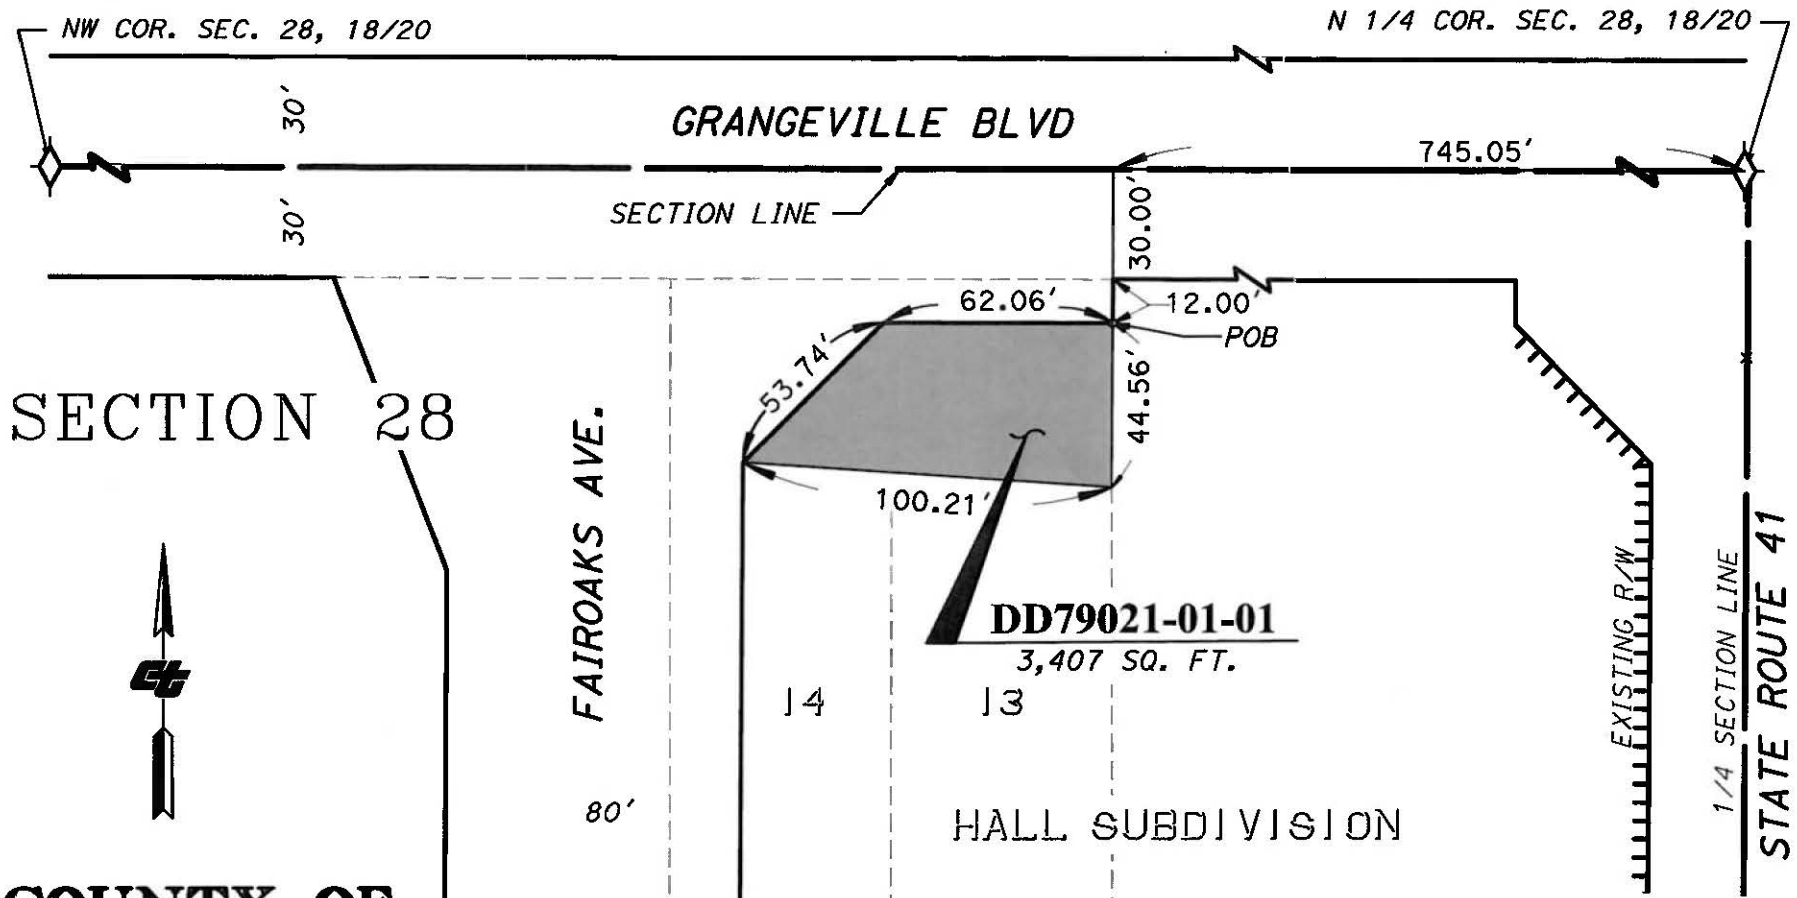 NW COR. SEC. 28, 18/20
N 1/4 COR. SEC. 28, 18/20
30'
GRANGEVILLE BLVD
745.05'
SECTION LINE
30'
30.00'
62.06'
12.00'
POB
53.74'
44.56'
SECTION 28
FAIROAKS AVE.
100.21'
DD79021-01-01
3,407 SQ. FT.
EXISTING R/W
1/4 SECTION LINE
STATE ROUTE 41
14
13
80'
HALL SUBDIVISION
COUNTY OF